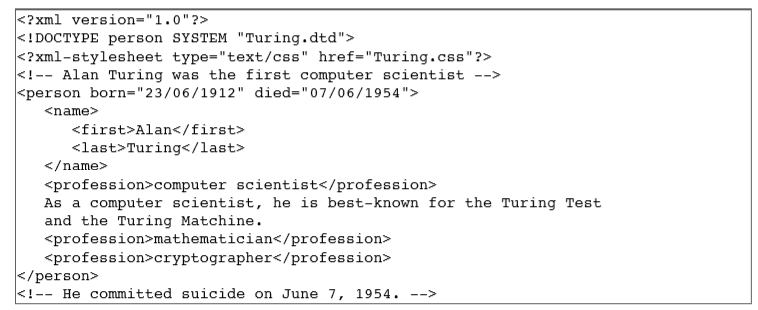 <?xml version="1.0"?>
<!DOCTYPE person SYSTEM "Turing.dtd">
<?xml-stylesheet type="text/css" href="Turing.css"?>
<!-- Alan Turing was the first computer scientist -->
<person born="23/06/1912" died="07/06/1954">
   <name>
      <first>Alan</first>
      <last>Turing</last>
   </name>
   <profession>computer scientist</profession>
   As a computer scientist, he is best-known for the Turing Test
   and the Turing Matchine.
   <profession>mathematician</profession>
   <profession>cryptographer</profession>
</person>
<!-- He committed suicide on June 7, 1954. -->